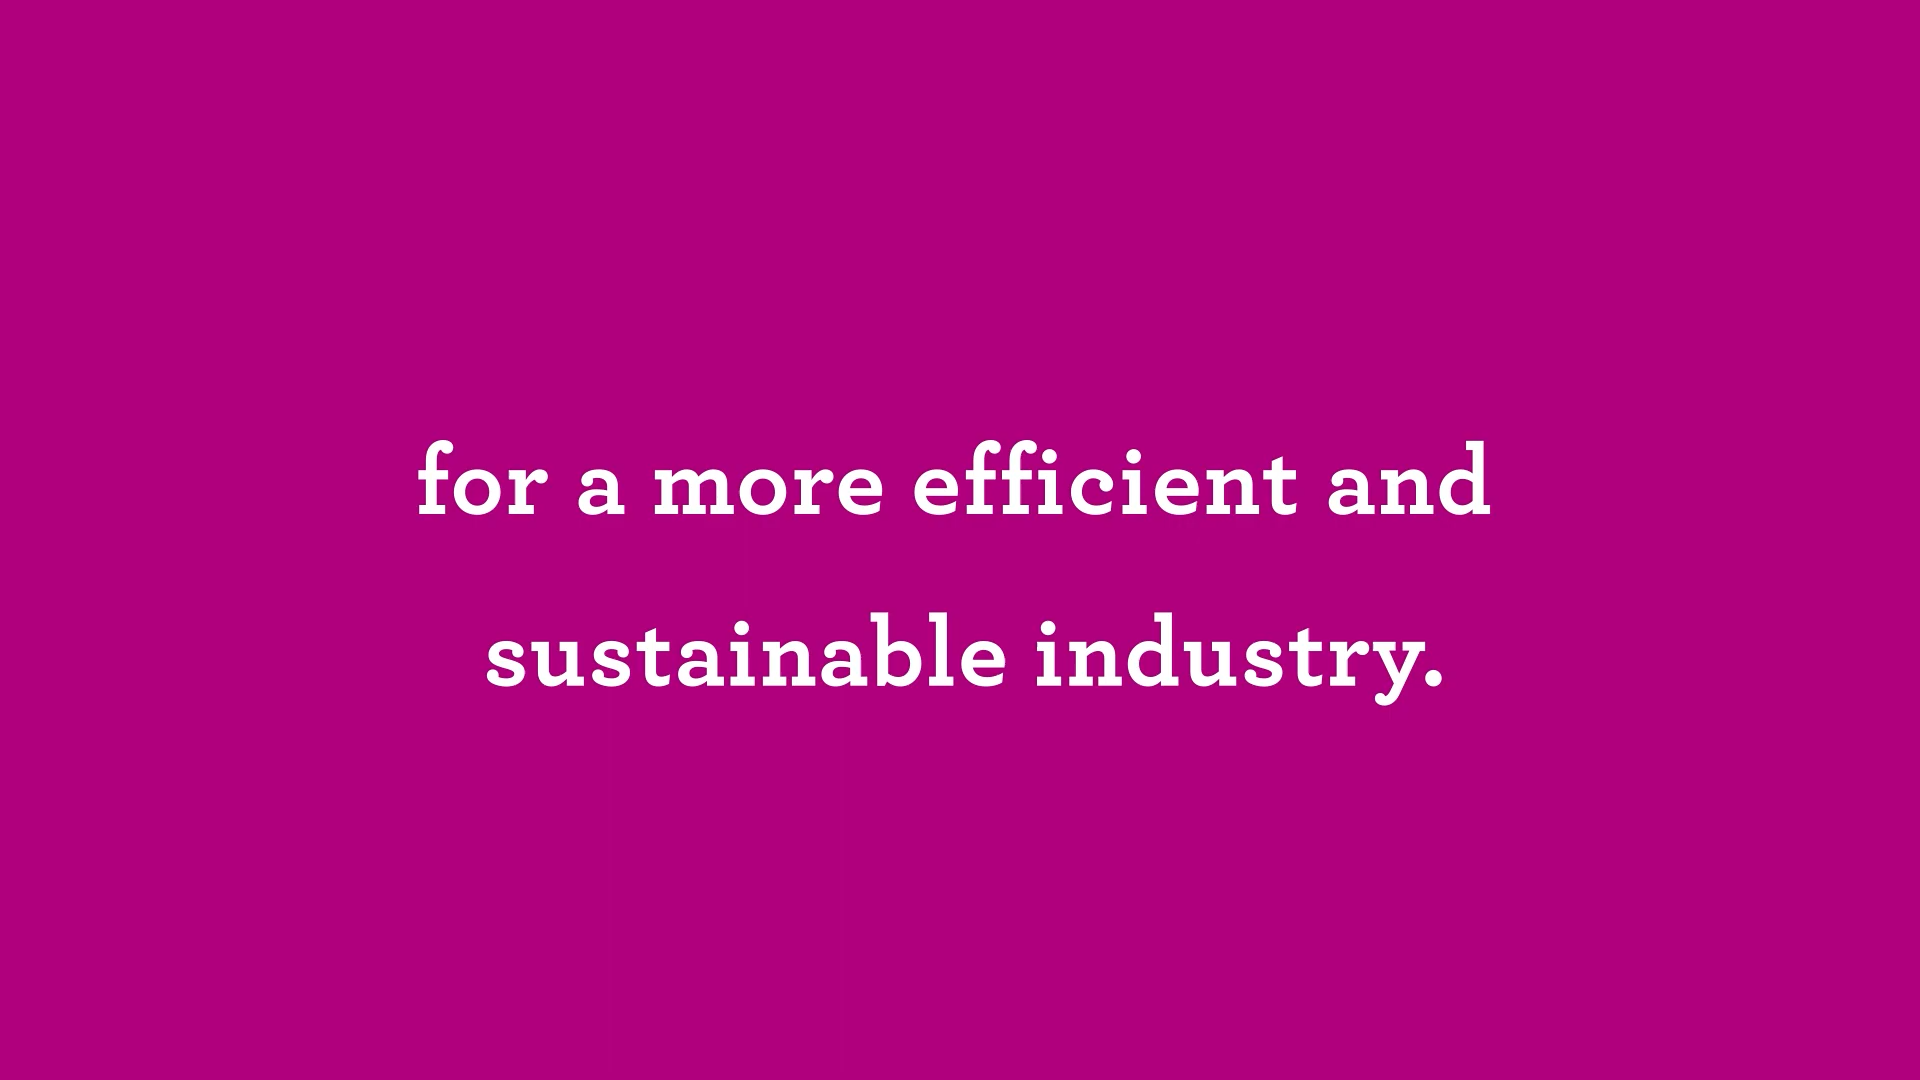 for a more efficient and
sustainable industry.